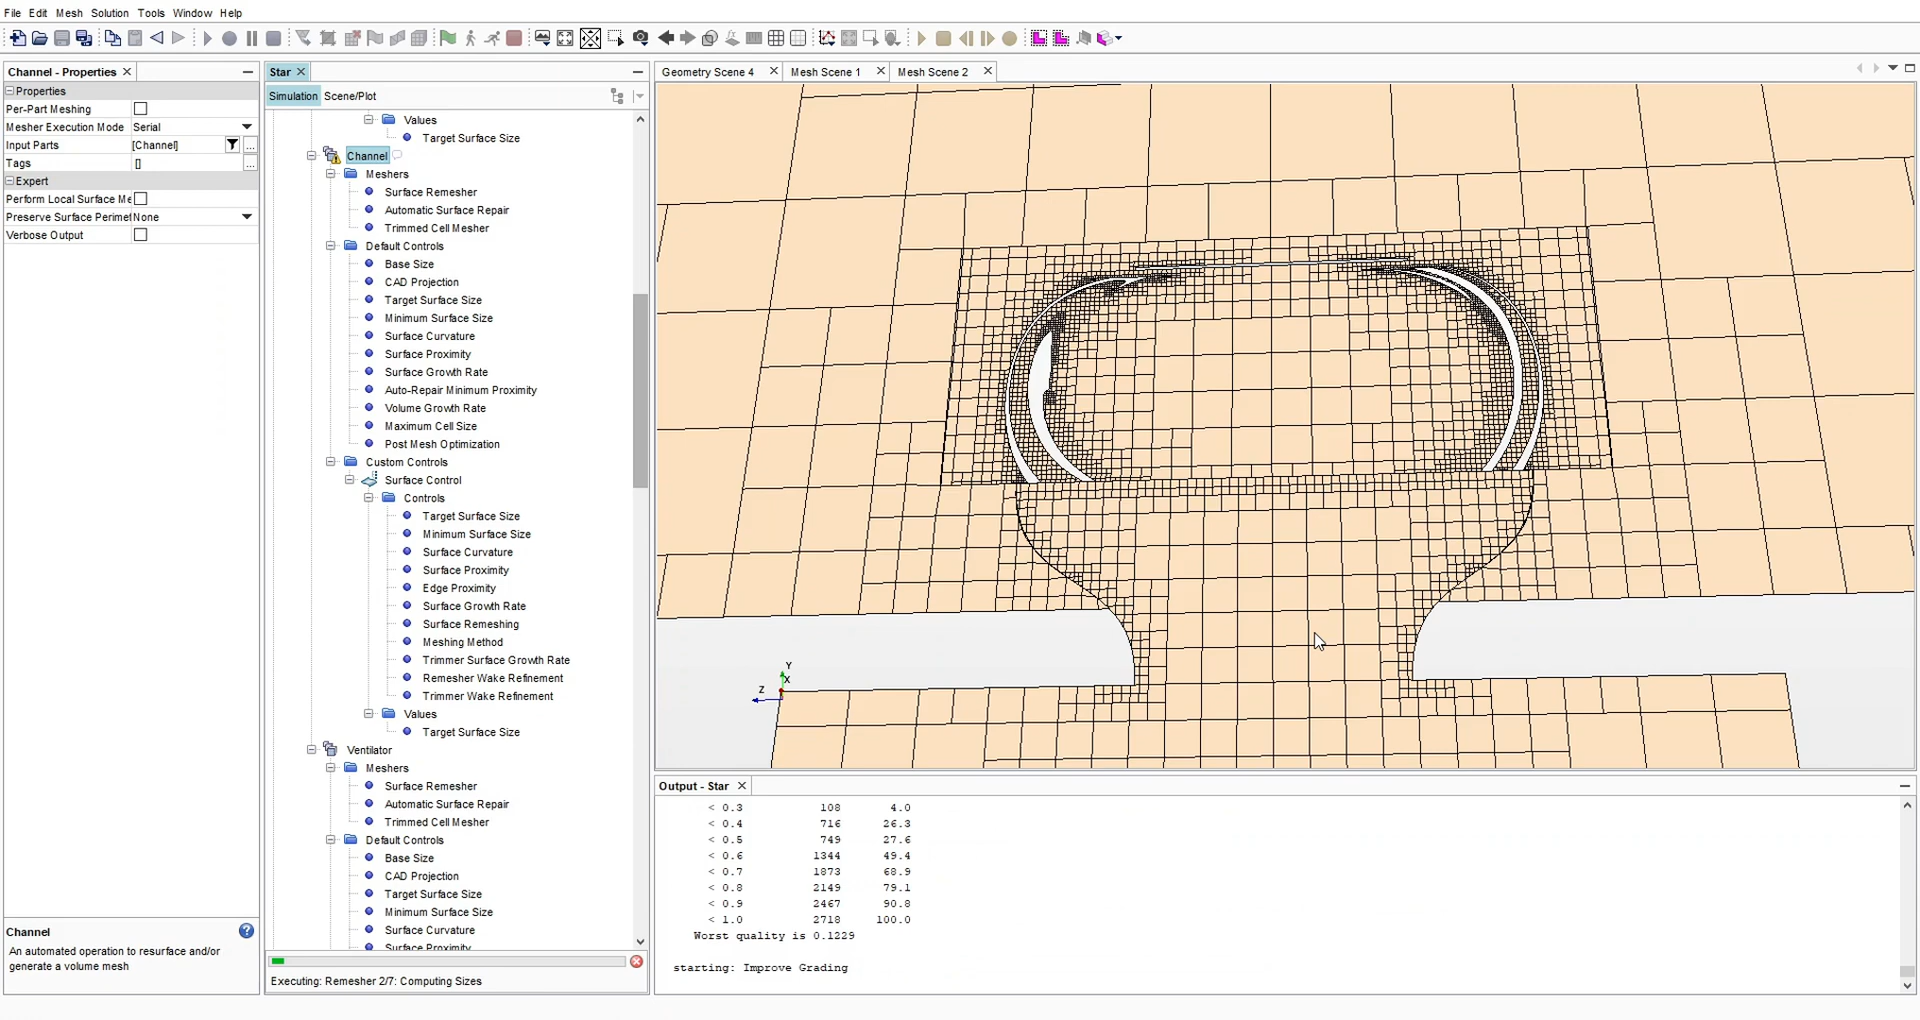 File Edit Mesh Solution Tools Window Help
Channel - Properties
Properties
Per-Part Meshing
Mesher Execution Mode Serial
Input Parts [Channel] ...
Tags [] ...
Expert
Perform Local Surface Me
Preserve Surface Perimet None
Verbose Output
Channel
An automated operation to resurface and/or
generate a volume mesh
Star
Simulation Scene/Plot
Values
Target Surface Size
Channel
Meshers
Surface Remesher
Automatic Surface Repair
Trimmed Cell Mesher
Default Controls
Base Size
CAD Projection
Target Surface Size
Minimum Surface Size
Surface Curvature
Surface Proximity
Surface Growth Rate
Auto-Repair Minimum Proximity
Volume Growth Rate
Maximum Cell Size
Post Mesh Optimization
Custom Controls
Surface Control
Controls
Target Surface Size
Minimum Surface Size
Surface Curvature
Surface Proximity
Edge Proximity
Surface Growth Rate
Surface Remeshing
Meshing Method
Trimmer Surface Growth Rate
Remesher Wake Refinement
Trimmer Wake Refinement
Values
Target Surface Size
Ventilator
Meshers
Surface Remesher
Automatic Surface Repair
Trimmed Cell Mesher
Default Controls
Base Size
CAD Projection
Target Surface Size
Minimum Surface Size
Surface Curvature
Surface Proximity
Executing: Remesher 2/7: Computing Sizes
Geometry Scene 4 Mesh Scene 1 Mesh Scene 2
Y
X
Z
Output - Star
< 0.3 108 4.0
< 0.4 716 26.3
< 0.5 749 27.6
< 0.6 1344 49.4
< 0.7 1873 68.9
< 0.8 2149 79.1
< 0.9 2467 90.8
< 1.0 2718 100.0
Worst quality is 0.1229
starting: Improve Grading